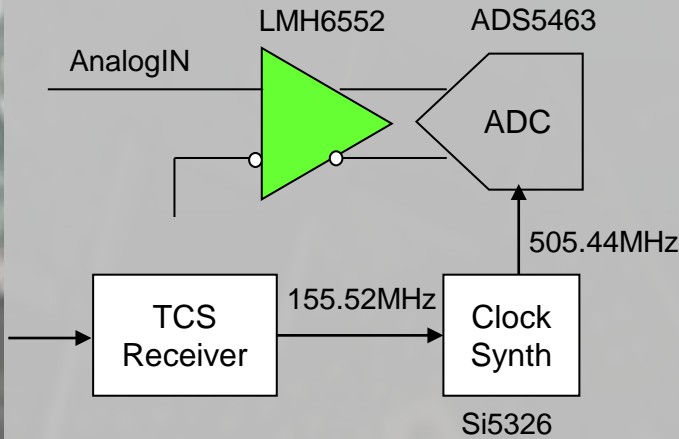 LMH6552
ADS5463
AnalogIN
ADC
505.44MHz
TCS
Receiver
155.52MHz
Clock
Synth
Si5326